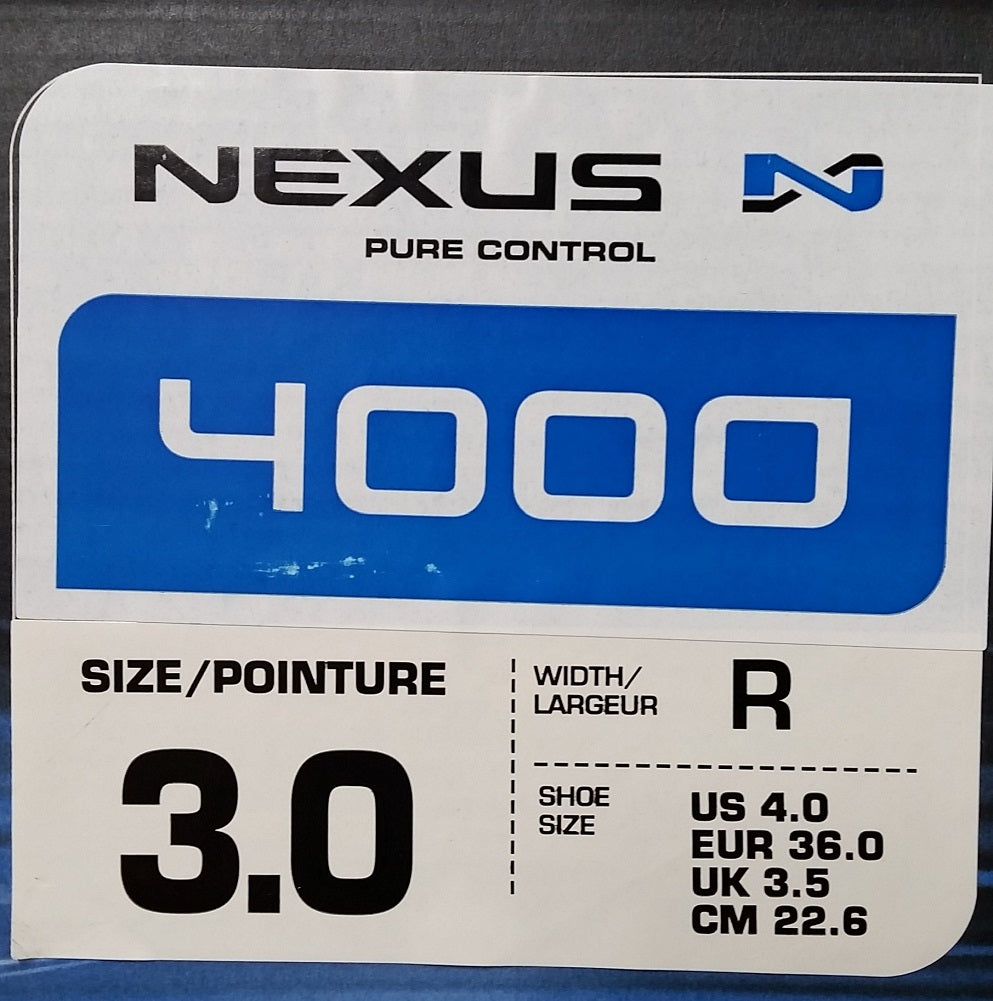 NEXUS N
PURE CONTROL
4000
SIZE/POINTURE
3.0
WIDTH/
LARGEUR
R
SHOE
SIZE
US 4.0
EUR 36.0
UK 3.5
CM 22.6